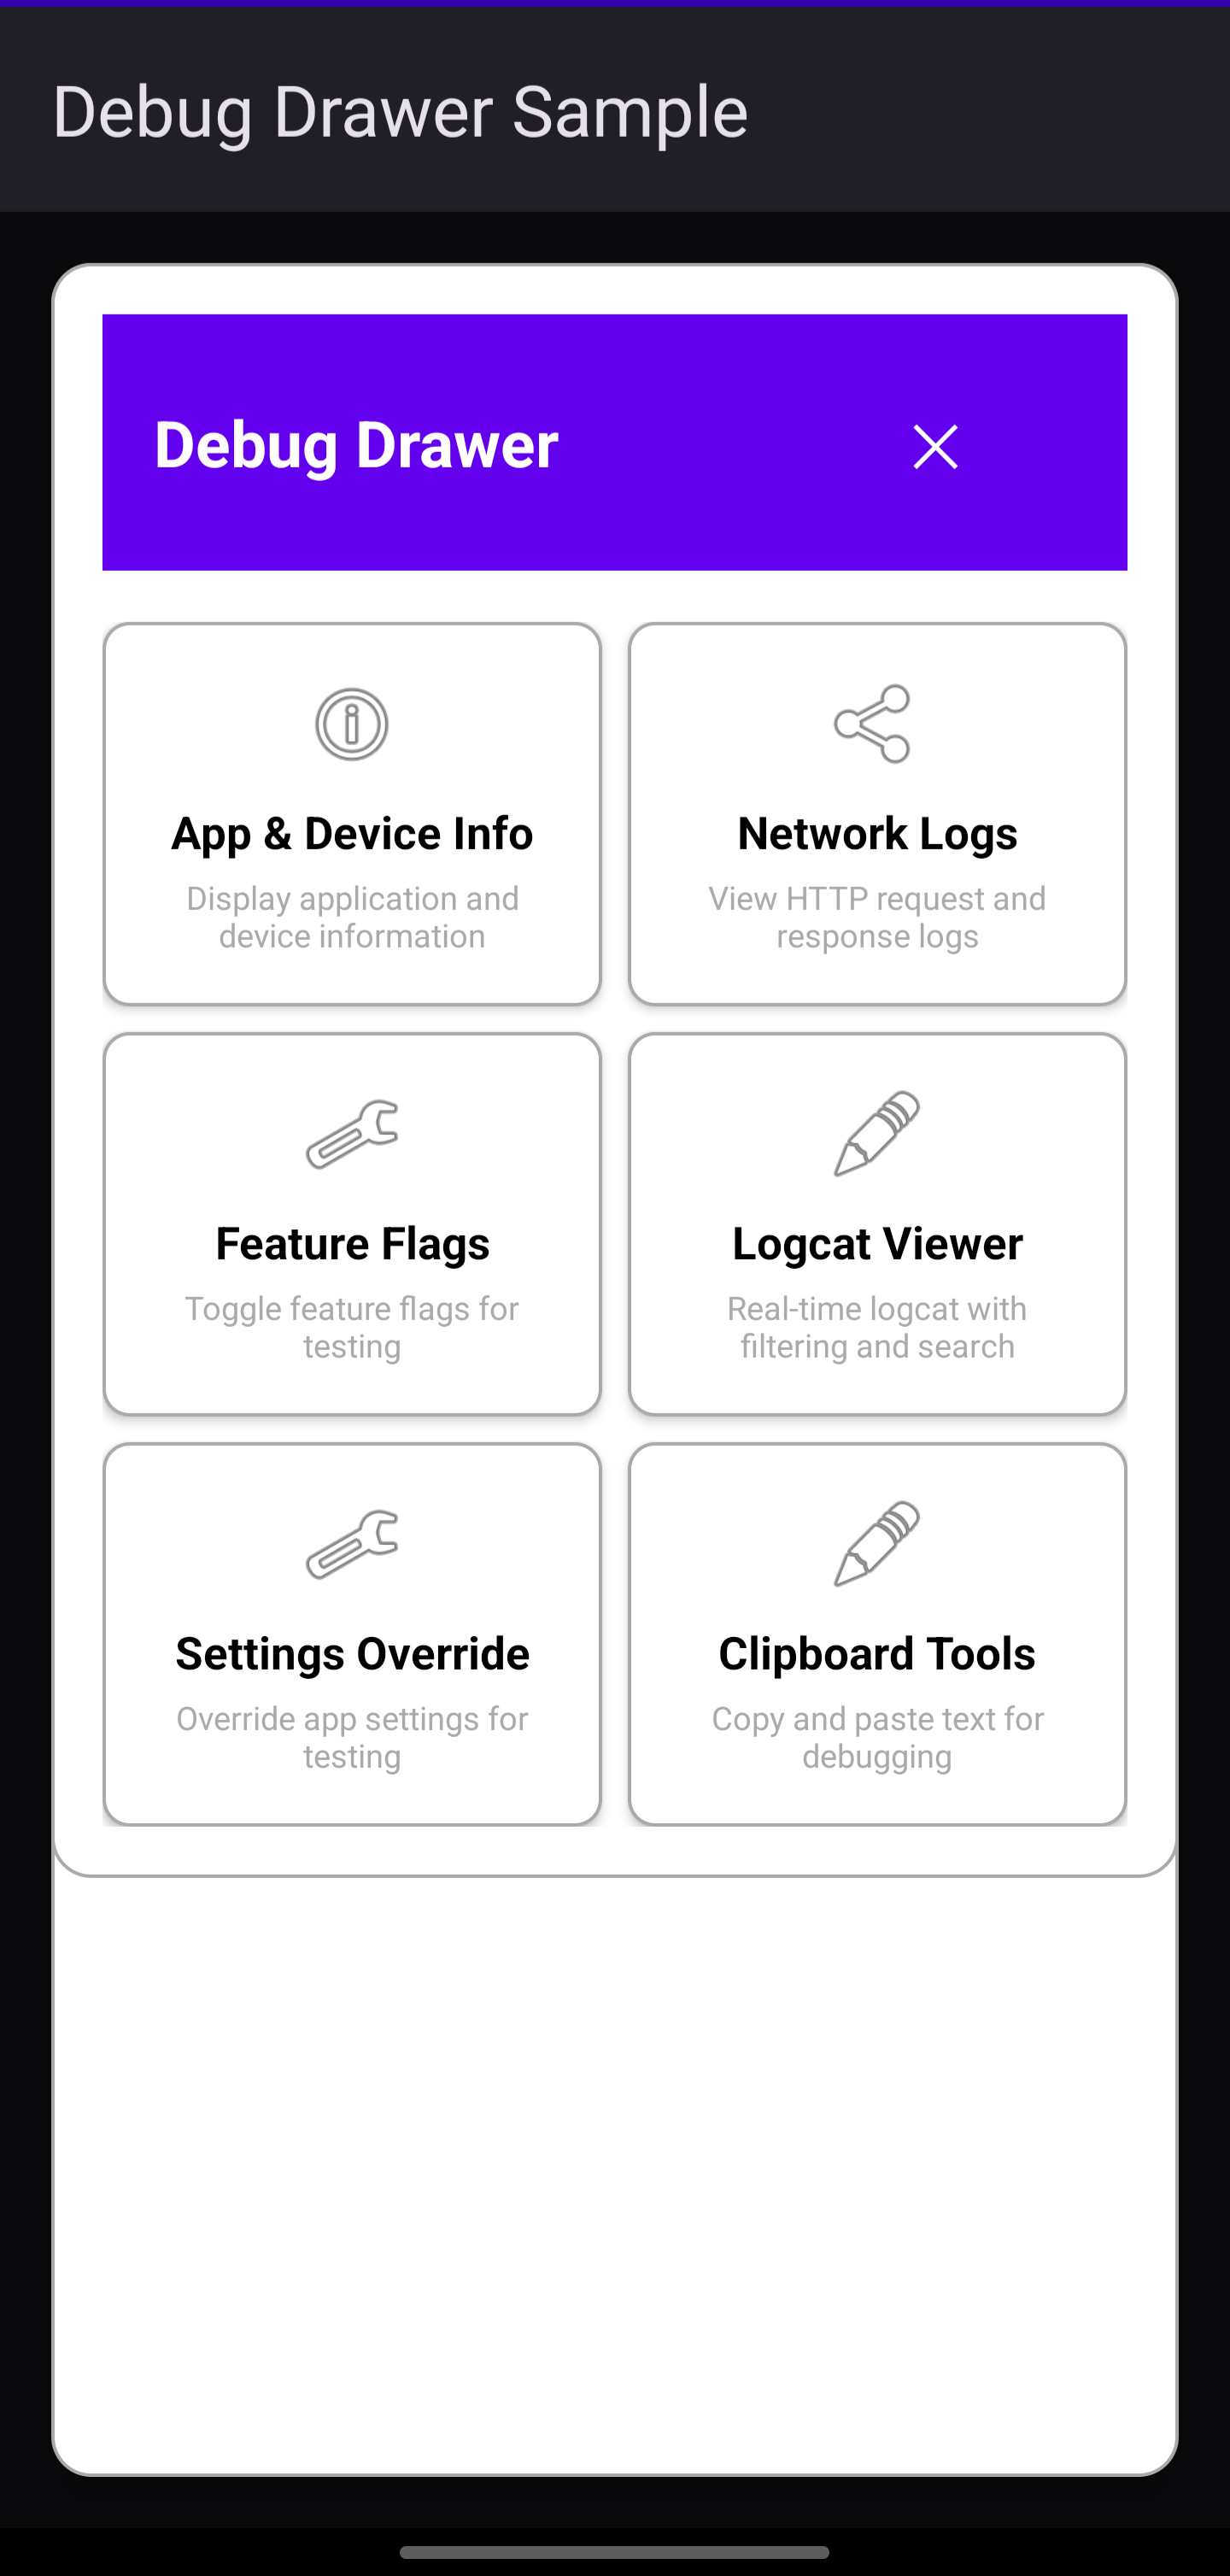 Debug Drawer Sample
Debug Drawer
App & Device Info
Display application and
device information
Network Logs
View HTTP request and
response logs
Feature Flags
Toggle feature flags for
testing
Logcat Viewer
Real-time logcat with
filtering and search
Settings Override
Override app settings for
testing
Clipboard Tools
Copy and paste text for
debugging